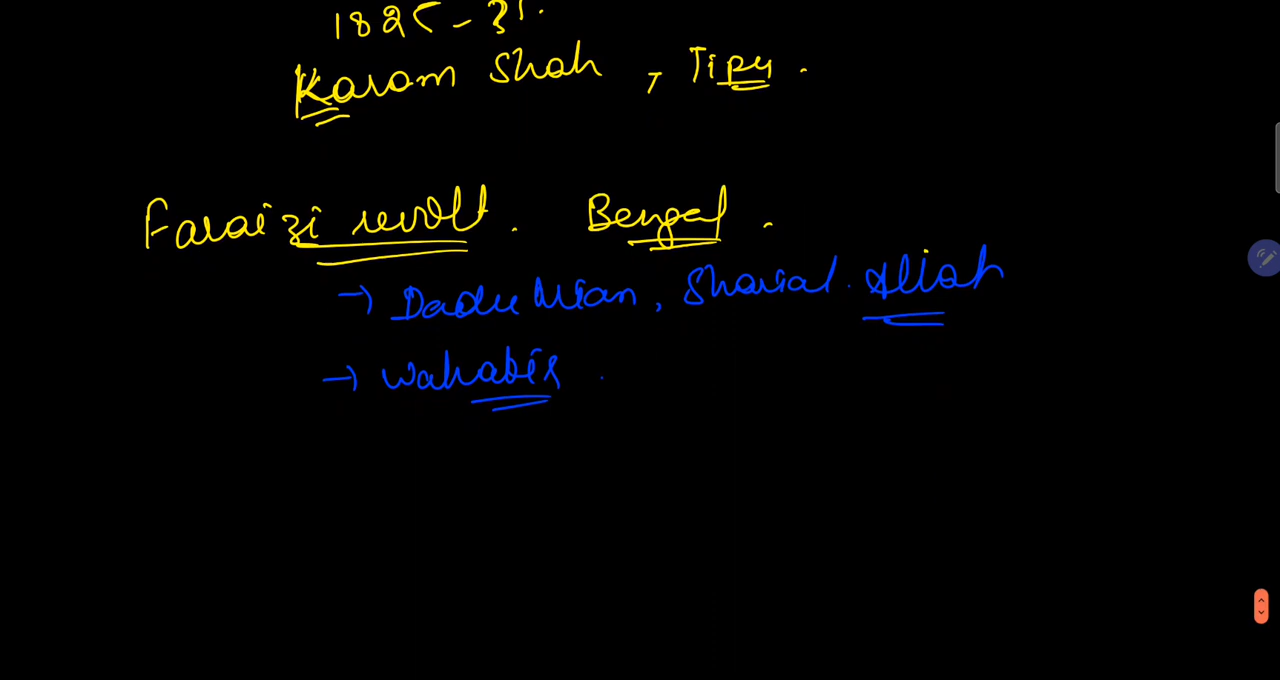 1825 - 31.
Karam Shah, Tipu.
Faraizi revolt. Bengal.
→ Dadu Mian, Shariat. Allah
→ Wahabis.